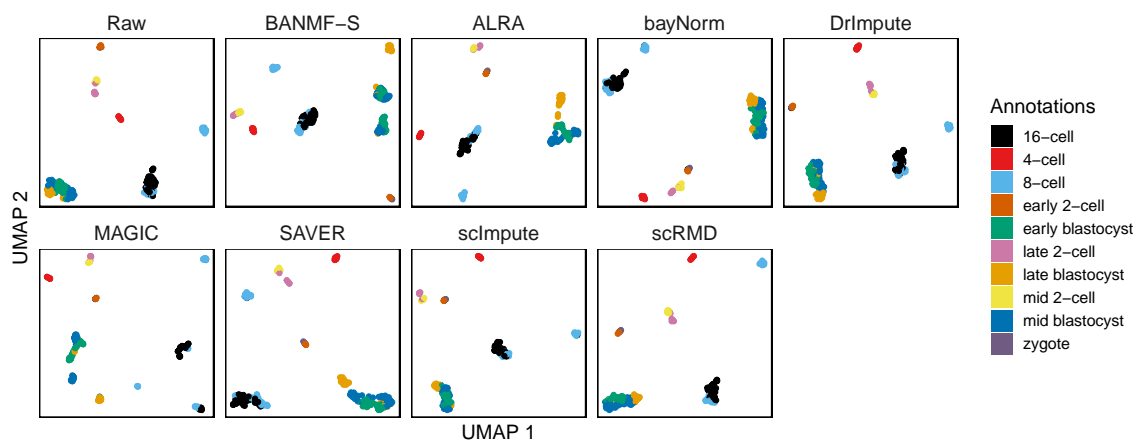 Raw
BANMF−S
ALRA
bayNorm
DrImpute
MAGIC
SAVER
scImpute
scRMD
UMAP 2
UMAP 1
Annotations
16−cell
4−cell
8−cell
early 2−cell
early blastocyst
late 2−cell
late blastocyst
mid 2−cell
mid blastocyst
zygote